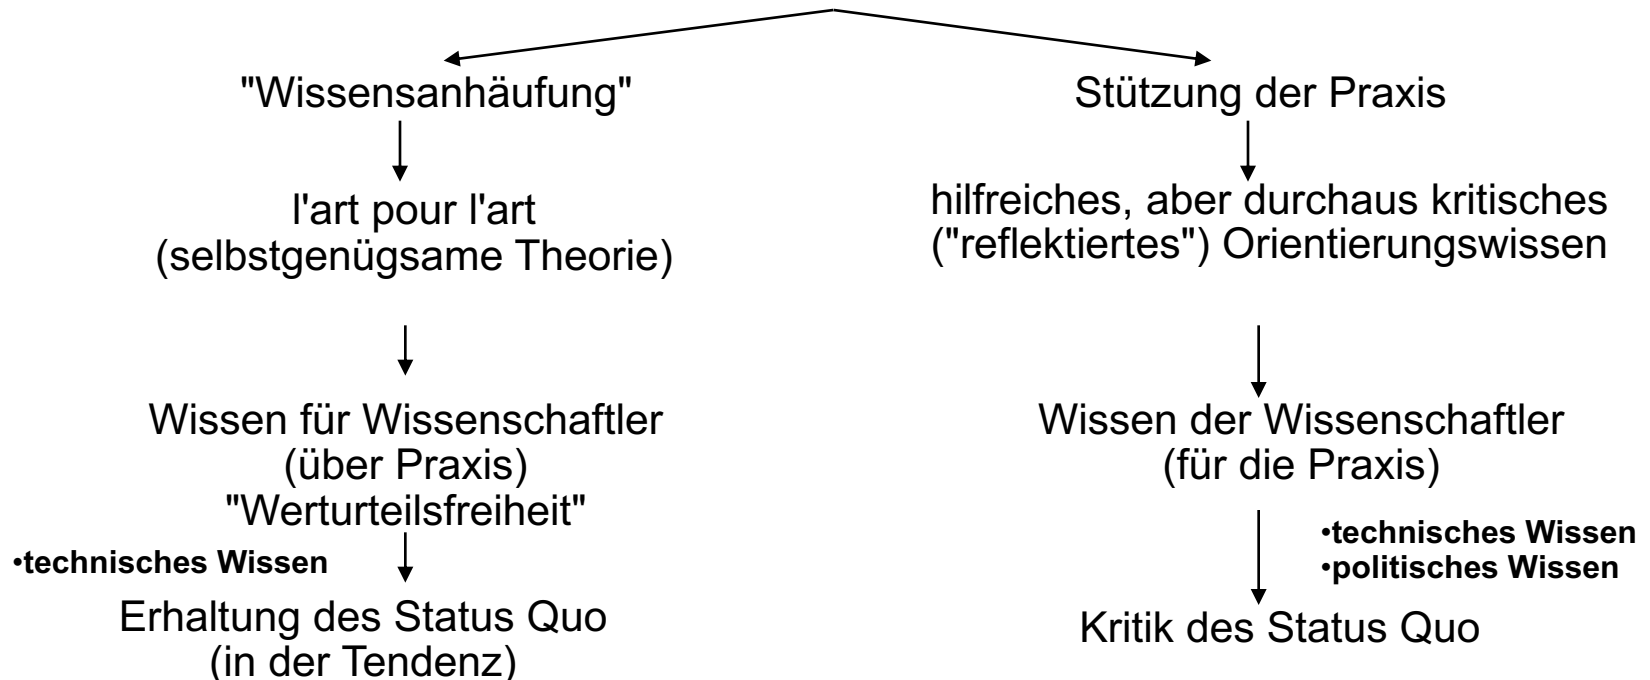 "Wissensanhäufung"
l'art pour l'art
(selbstgenügsame Theorie)
Wissen für Wissenschaftler
(über Praxis)
"Werturteilsfreiheit"
•technisches Wissen
Erhaltung des Status Quo
(in der Tendenz)
Stützung der Praxis
hilfreiches, aber durchaus kritisches
("reflektiertes") Orientierungswissen
Wissen der Wissenschaftler
(für die Praxis)
•technisches Wissen
•politisches Wissen
Kritik des Status Quo